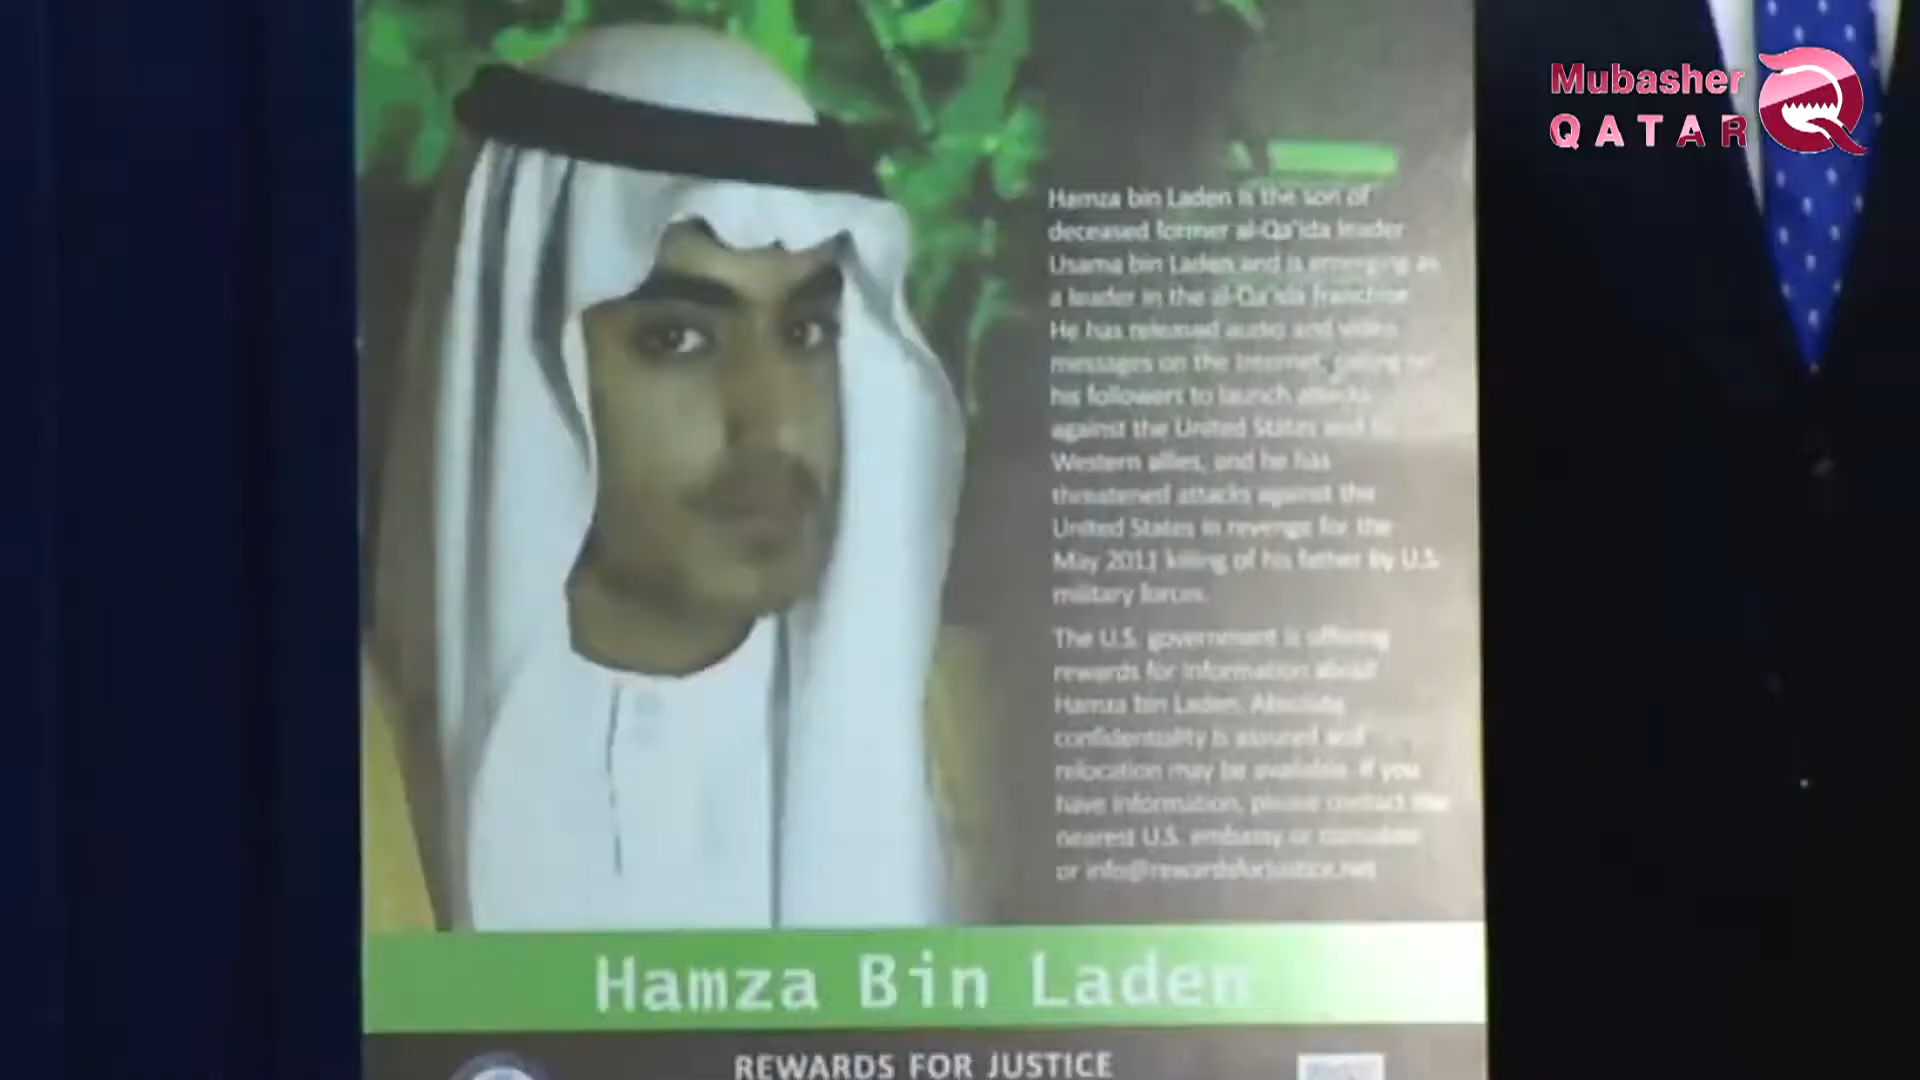 Mubasher
QATAR
Hamza bin Laden is the son of
deceased former al-Qa'ida leader
Usama bin Laden and is emerging as
a leader in the al-Qa'ida franchise.
He has released audio and video
messages on the Internet, calling on
his followers to launch attacks
against the United States and its
Western allies, and he has
threatened attacks against the
United States in revenge for the
May 2011 killing of his father by U.S.
military forces.
The U.S. government is offering
rewards for information about
Hamza bin Laden. Absolute
confidentiality is assured and
relocation may be available. If you
have information, please contact the
nearest U.S. embassy or consulate
or info@rewardsforjustice.net
Hamza Bin Laden
REWARDS FOR JUSTICE